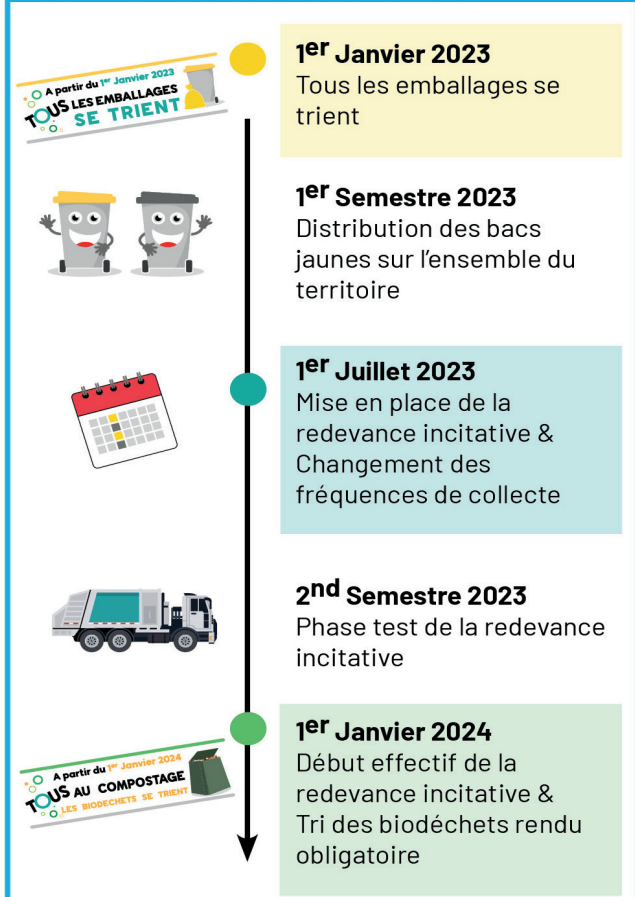 A partir du 1er Janvier 2023
TOUS LES EMBALLAGES
SE TRIENT
1er Janvier 2023
Tous les emballages se
trient
1er Semestre 2023
Distribution des bacs
jaunes sur l'ensemble du
territoire
1er Juillet 2023
Mise en place de la
redevance incitative &
Changement des
fréquences de collecte
2nd Semestre 2023
Phase test de la redevance
incitative
A partir du 1er Janvier 2024
TOUS AU COMPOSTAGE
LES BIODECHETS SE TRIENT
1er Janvier 2024
Début effectif de la
redevance incitative &
Tri des biodéchets rendu
obligatoire